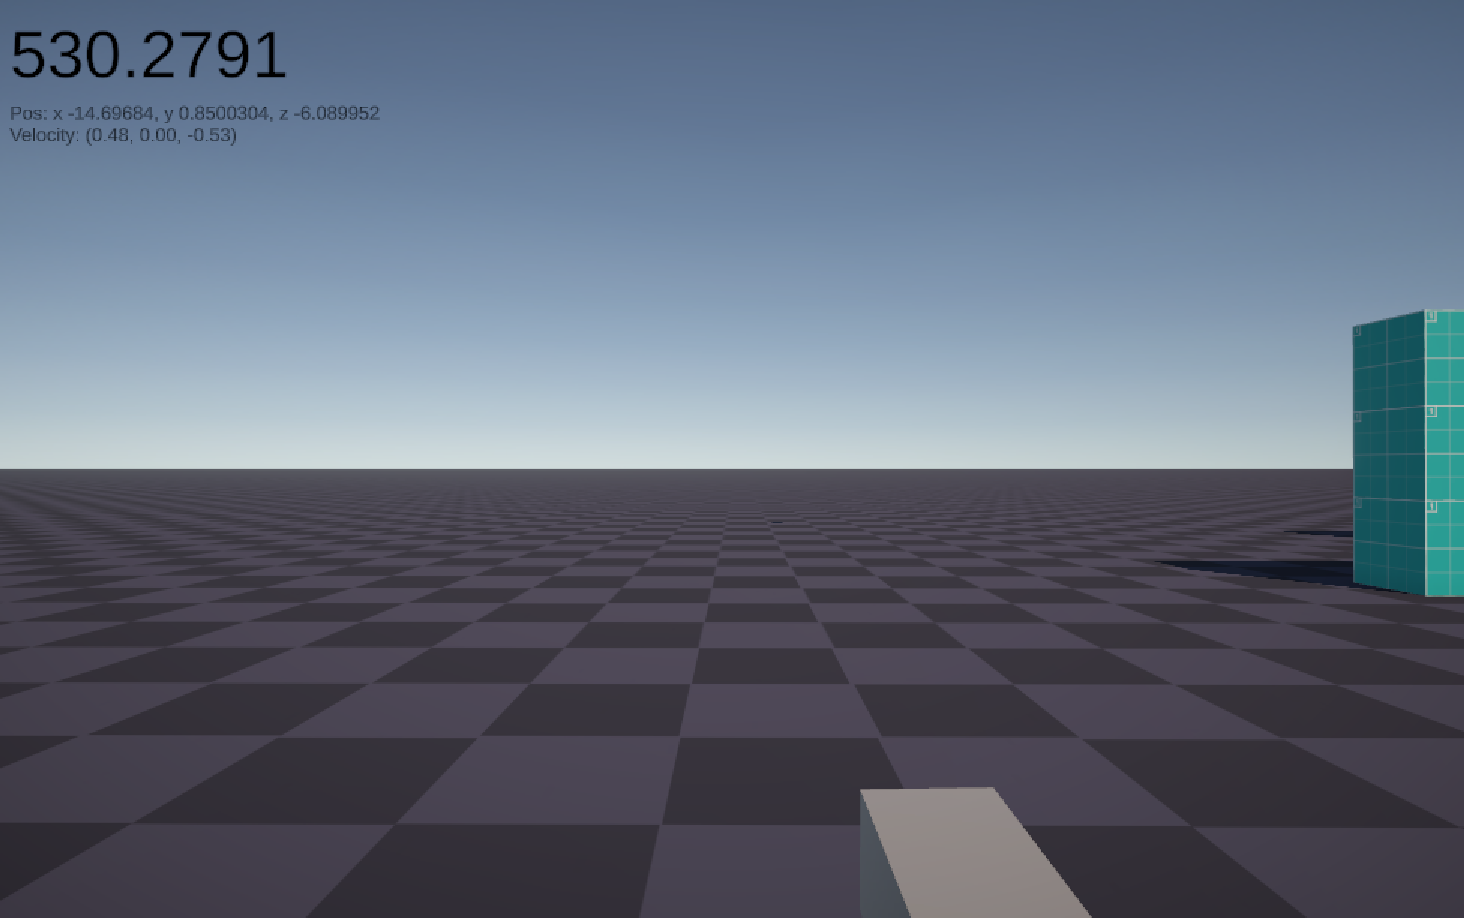 530.2791
Pos: x -14.69684, y 0.8500304, z -6.089952
Velocity: (0.48, 0.00, -0.53)